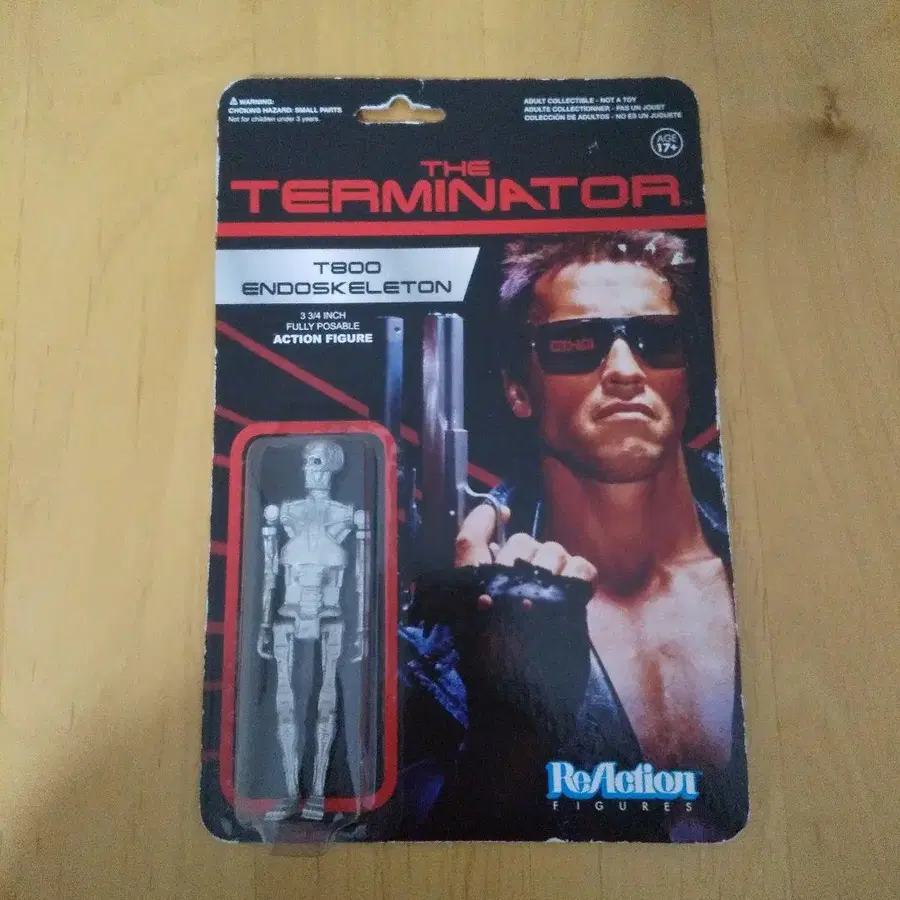 WARNING:
CHOKING HAZARD: SMALL PARTS
Not for children under 3 years.
ADULT COLLECTIBLE - NOT A TOY
ADULTE COLLECTIONNER - PAS UN JOUET
COLECCIÓN DE ADULTOS - NO ES UN JUGUETE
AGE
17+
THE
TERMINATOR
T800
ENDOSKELETON
3 3/4 INCH
FULLY POSABLE
ACTION FIGURE
ReAction
FIGURES